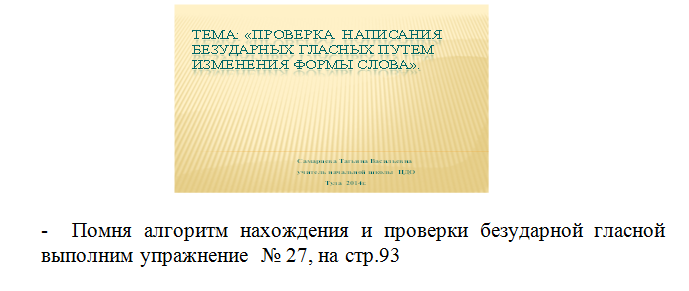 ТЕМА: «ПРОВЕРКА НАПИСАНИЯ
БЕЗУДАРНЫХ ГЛАСНЫХ ПУТЕМ
ИЗМЕНЕНИЯ ФОРМЫ СЛОВА».
Татьяна Васильевна
учитель начальной школы ЦДО
Тула 2014г.
- Помня алгоритм нахождения и проверки безударной гласной
выполним упражнение № 27, на стр.93